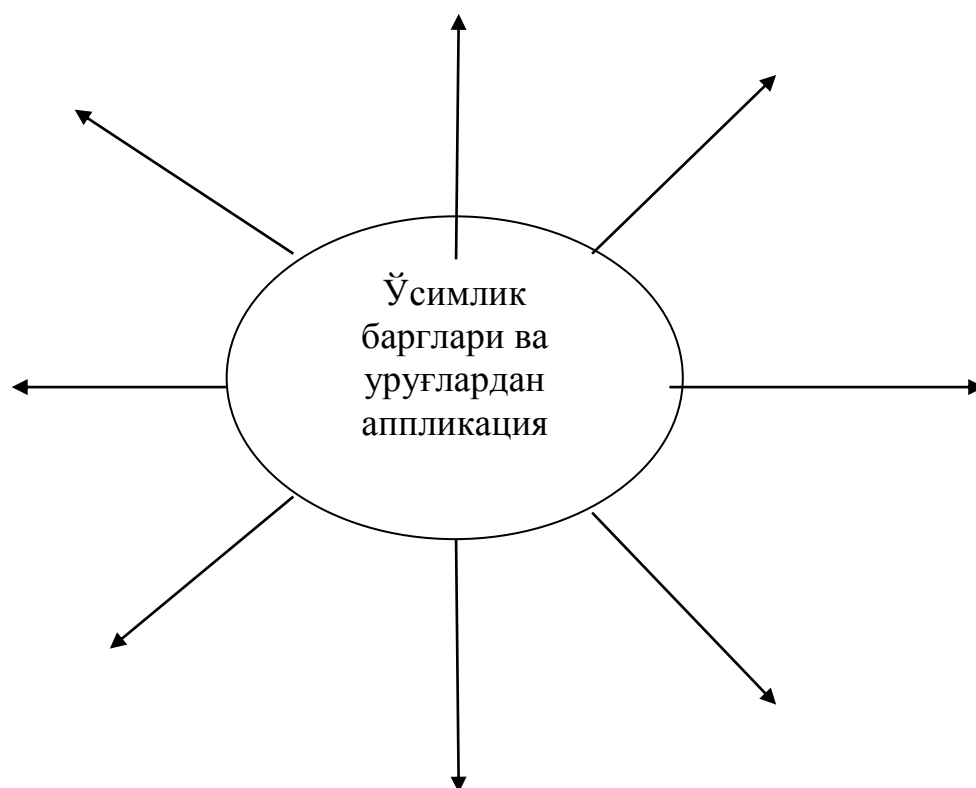 Ўсимлик
барглари ва
уруғлардан
аппликация